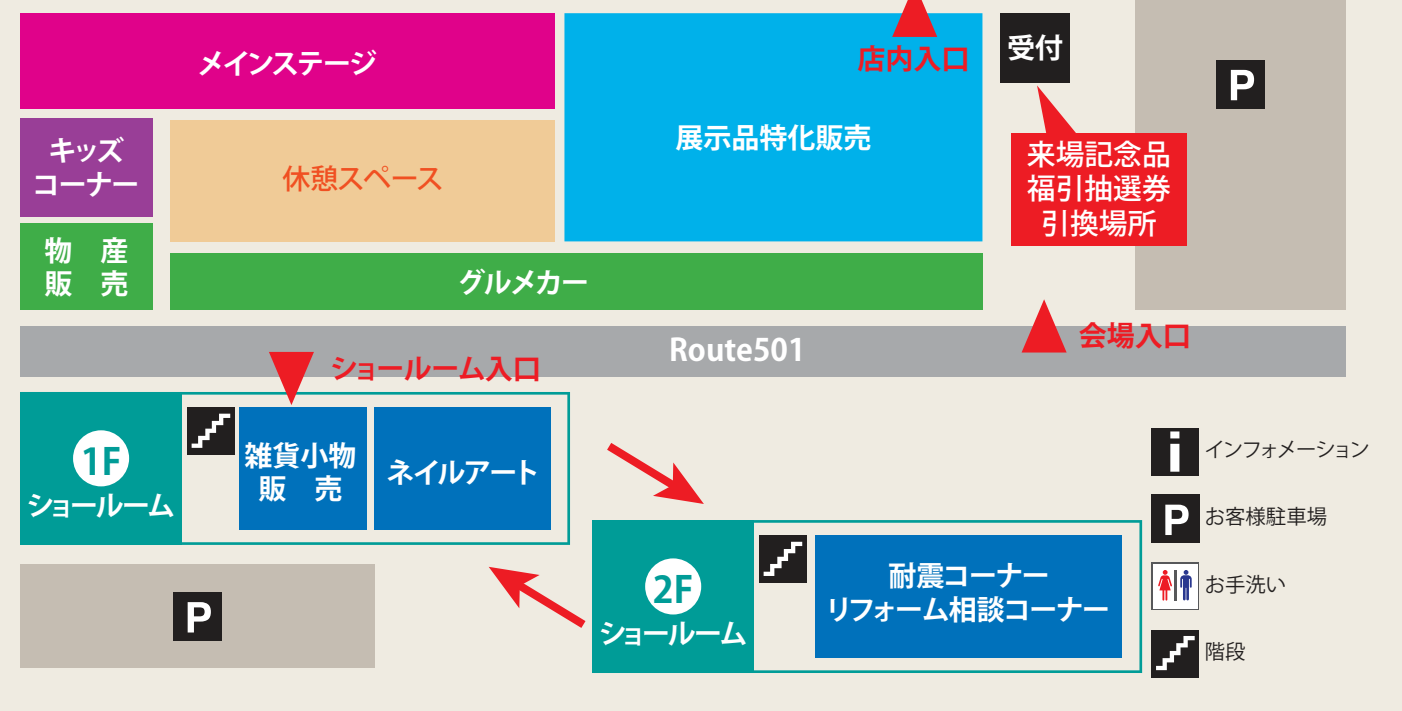 メインステージ
店内入口
受付
P
展示品特化販売
キッズ
コーナー
休憩スペース
来場記念品
福引抽選券
引換場所
物 産
販 売
グルメカー
会場入口
Route501
ショールーム入口
1F
ショールーム
雑貨小物
販 売
ネイルアート
i インフォメーション
P お客様駐車場
2F
ショールーム
耐震コーナー
リフォーム相談コーナー
お手洗い
P
階段